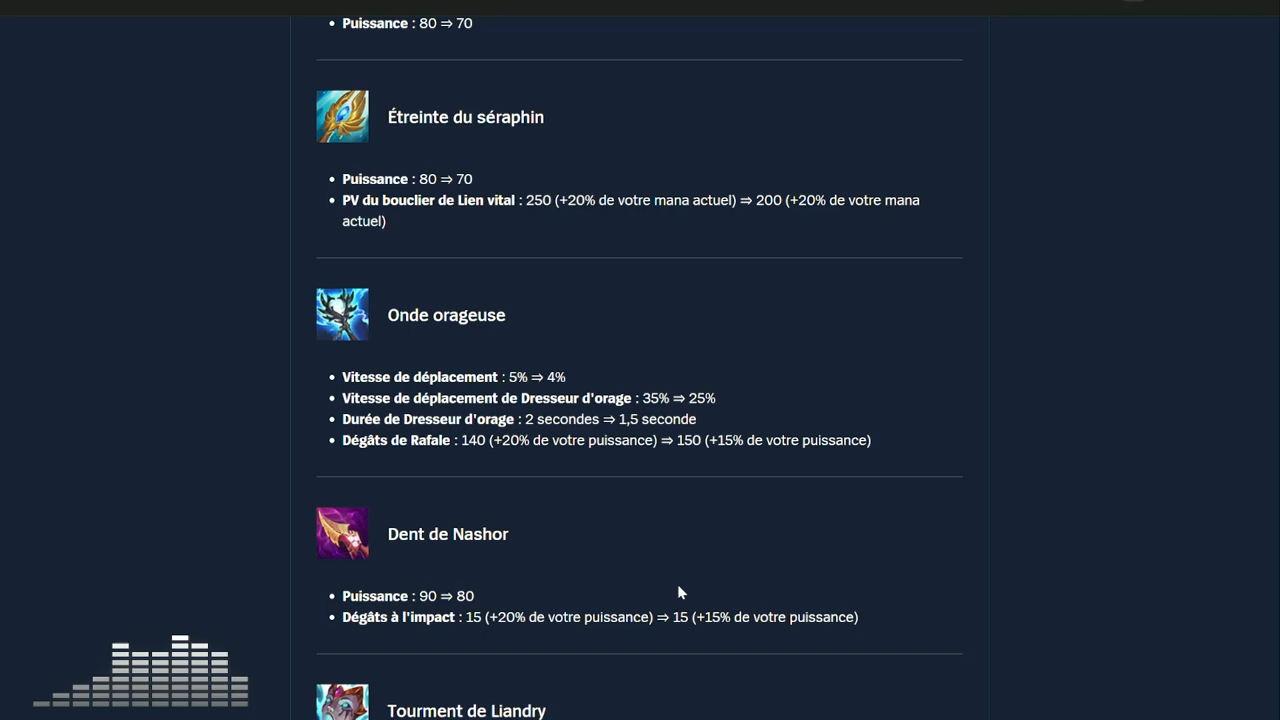 Puissance : 80 ⇒ 70
Étreinte du séraphin
Puissance : 80 ⇒ 70
PV du bouclier de Lien vital : 250 (+20% de votre mana actuel) ⇒ 200 (+20% de votre mana
actuel)
Onde orageuse
Vitesse de déplacement : 5% ⇒ 4%
Vitesse de déplacement de Dresseur d'orage : 35% ⇒ 25%
Durée de Dresseur d'orage : 2 secondes ⇒ 1,5 seconde
Dégâts de Rafale : 140 (+20% de votre puissance) ⇒ 150 (+15% de votre puissance)
Dent de Nashor
Puissance : 90 ⇒ 80
Dégâts à l'impact : 15 (+20% de votre puissance) ⇒ 15 (+15% de votre puissance)
Tourment de Liandry